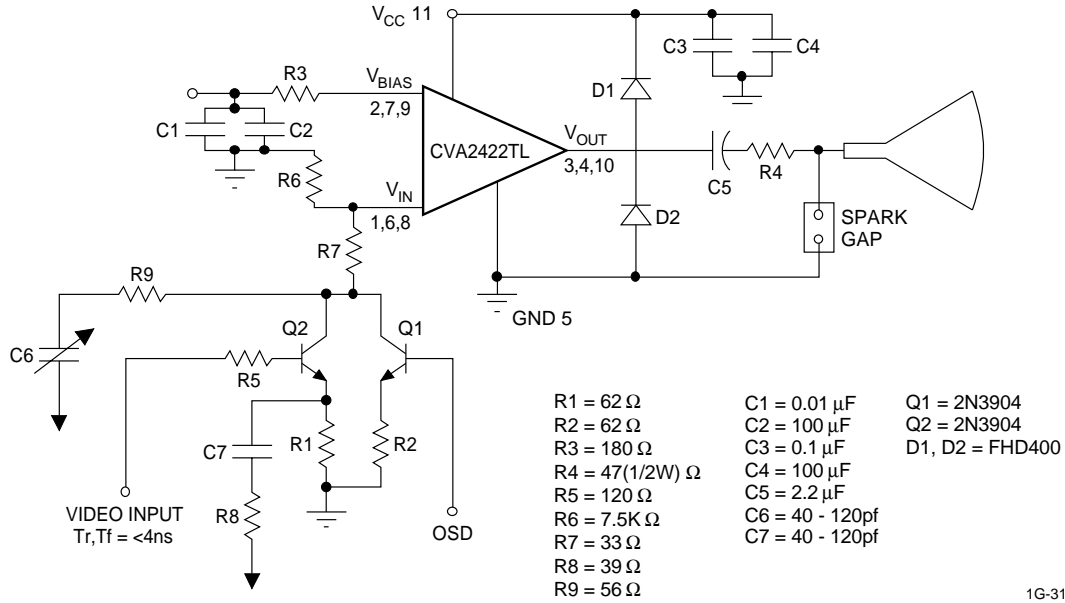 V_CC 11
C3
C4
R3
V_BIAS
D1
2,7,9
C1
C2
V_OUT
CVA2422TL
3,4,10
R6
C5
R4
V_IN
1,6,8
D2
SPARK
GAP
R7
R9
GND 5
Q2
Q1
C6
R5
R1
R2
C7
R8
VIDEO INPUT
Tr,Tf = <4ns
OSD
R1 = 62 Ω
R2 = 62 Ω
R3 = 180 Ω
R4 = 47(1/2W) Ω
R5 = 120 Ω
R6 = 7.5K Ω
R7 = 33 Ω
R8 = 39 Ω
R9 = 56 Ω
C1 = 0.01 μF
C2 = 100 μF
C3 = 0.1 μF
C4 = 100 μF
C5 = 2.2 μF
C6 = 40 - 120pf
C7 = 40 - 120pf
Q1 = 2N3904
Q2 = 2N3904
D1, D2 = FHD400
1G-31